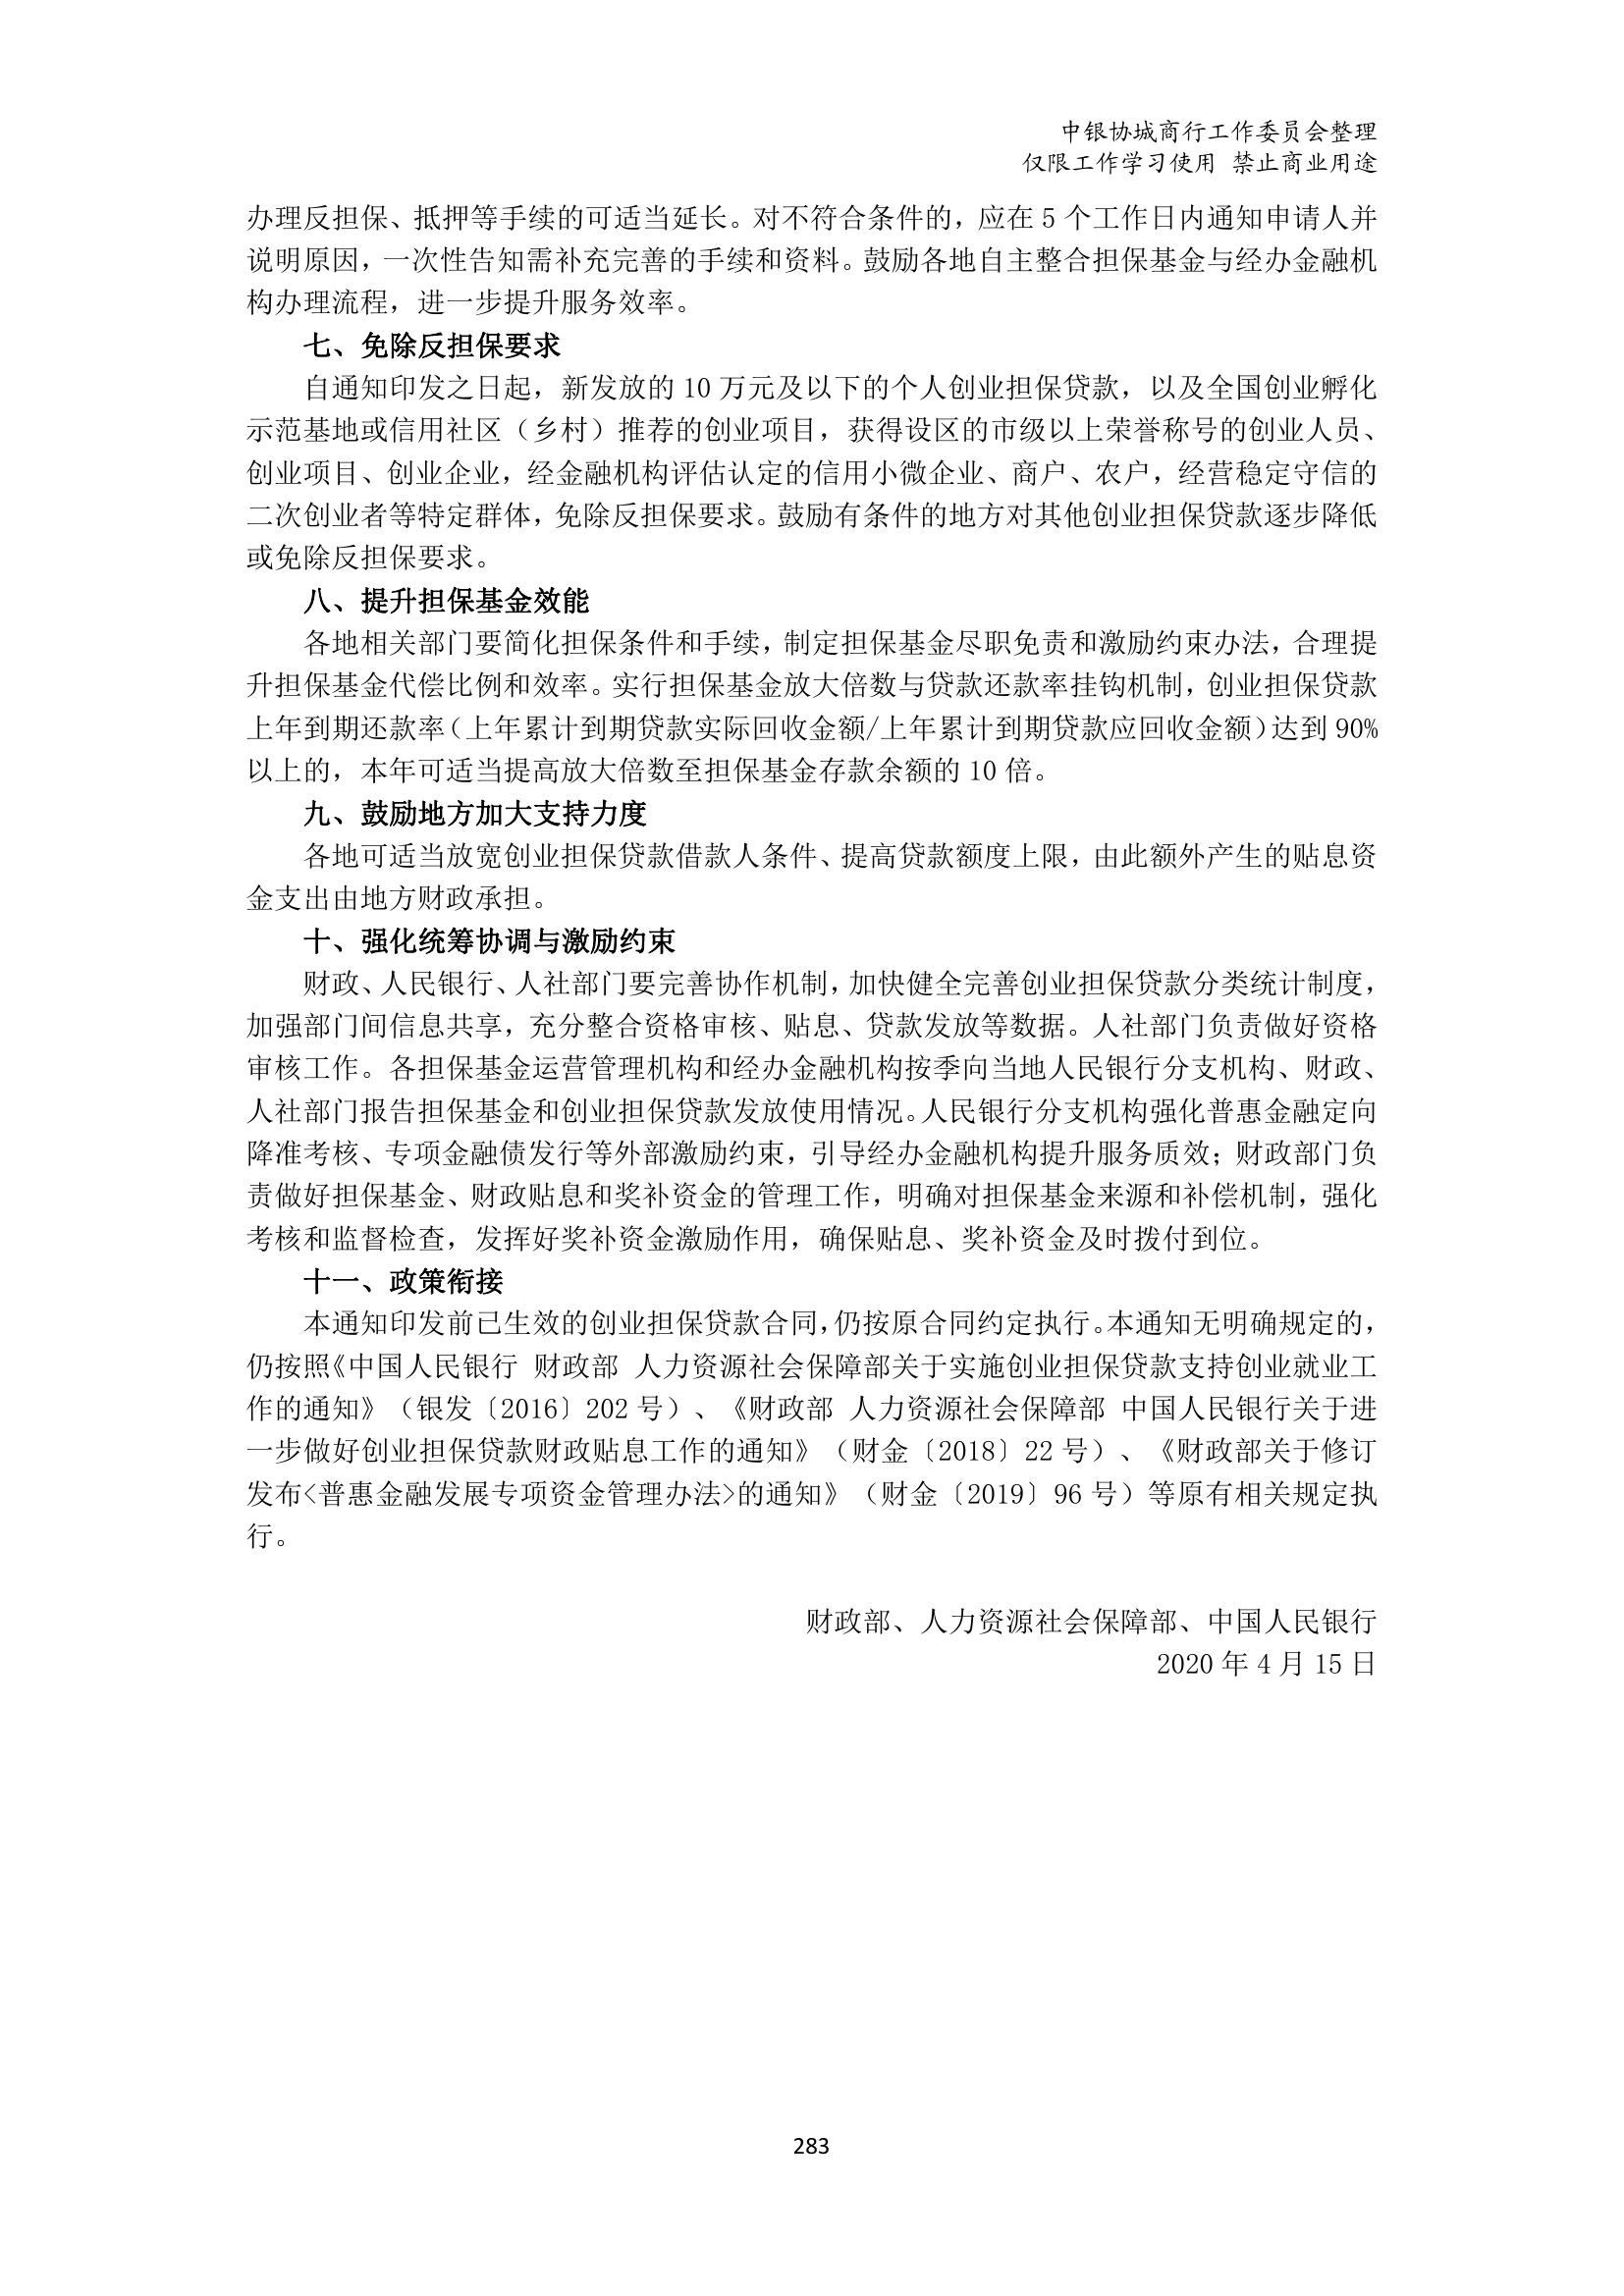 中银协城商行工作委员会整理
仅限工作学习使用 禁止商业用途
办理反担保、抵押等手续的可适当延长。对不符合条件的，应在 5 个工作日内通知申请人并
说明原因，一次性告知需补充完善的手续和资料。鼓励各地自主整合担保基金与经办金融机
构办理流程，进一步提升服务效率。
七、免除反担保要求
自通知印发之日起，新发放的 10 万元及以下的个人创业担保贷款，以及全国创业孵化
示范基地或信用社区（乡村）推荐的创业项目，获得设区的市级以上荣誉称号的创业人员、
创业项目、创业企业，经金融机构评估认定的信用小微企业、商户、农户，经营稳定守信的
二次创业者等特定群体，免除反担保要求。鼓励有条件的地方对其他创业担保贷款逐步降低
或免除反担保要求。
八、提升担保基金效能
各地相关部门要简化担保条件和手续，制定担保基金尽职免责和激励约束办法，合理提
升担保基金代偿比例和效率。实行担保基金放大倍数与贷款还款率挂钩机制，创业担保贷款
上年到期还款率（上年累计到期贷款实际回收金额/上年累计到期贷款应回收金额）达到 90%
以上的，本年可适当提高放大倍数至担保基金存款余额的 10 倍。
九、鼓励地方加大支持力度
各地可适当放宽创业担保贷款借款人条件、提高贷款额度上限，由此额外产生的贴息资
金支出由地方财政承担。
十、强化统筹协调与激励约束
财政、人民银行、人社部门要完善协作机制，加快健全完善创业担保贷款分类统计制度，
加强部门间信息共享，充分整合资格审核、贴息、贷款发放等数据。人社部门负责做好资格
审核工作。各担保基金运营管理机构和经办金融机构按季向当地人民银行分支机构、财政、
人社部门报告担保基金和创业担保贷款发放使用情况。人民银行分支机构强化普惠金融定向
降准考核、专项金融债发行等外部激励约束，引导经办金融机构提升服务质效；财政部门负
责做好担保基金、财政贴息和奖补资金的管理工作，明确对担保基金来源和补偿机制，强化
考核和监督检查，发挥好奖补资金激励作用，确保贴息、奖补资金及时拨付到位。
十一、政策衔接
本通知印发前已生效的创业担保贷款合同，仍按原合同约定执行。本通知无明确规定的，
仍按照《中国人民银行 财政部 人力资源社会保障部关于实施创业担保贷款支持创业就业工
作的通知》（银发〔2016〕202 号）、《财政部 人力资源社会保障部 中国人民银行关于进
一步做好创业担保贷款财政贴息工作的通知》（财金〔2018〕22 号）、《财政部关于修订
发布<普惠金融发展专项资金管理办法>的通知》（财金〔2019〕96 号）等原有相关规定执
行。
财政部、人力资源社会保障部、中国人民银行
2020 年 4 月 15 日
283